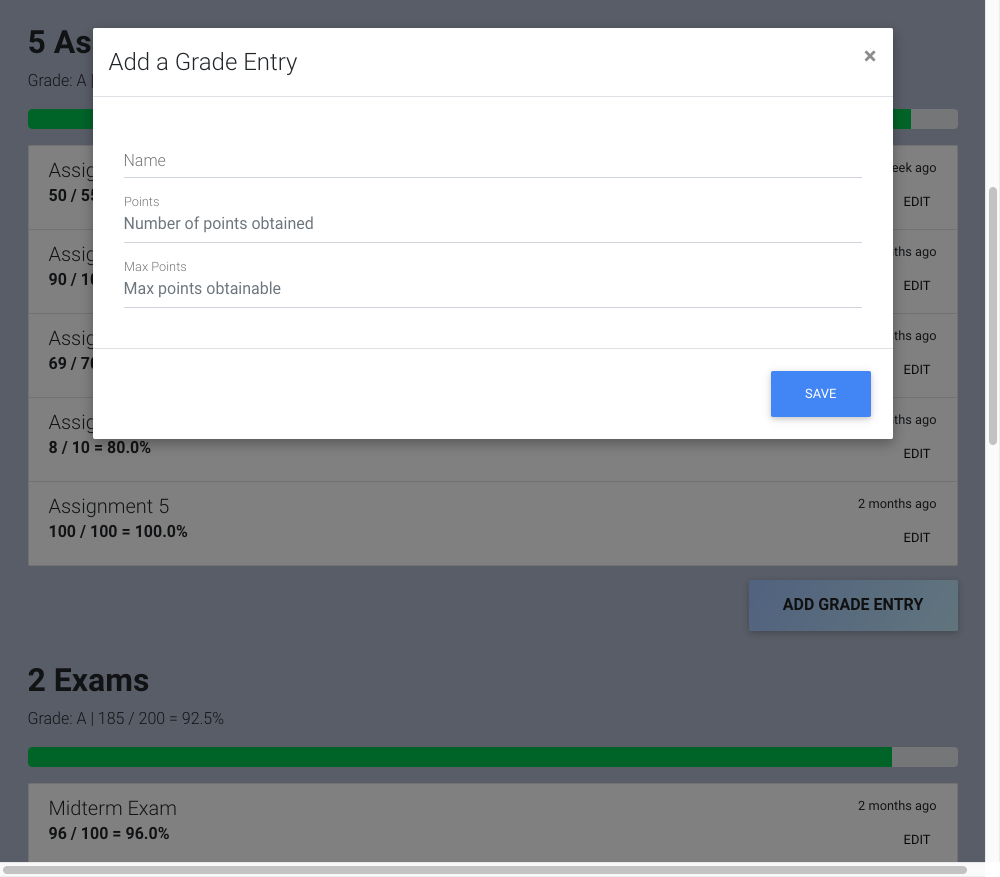 5 As
Add a Grade Entry
×
Grade: A |
Name
Points
Number of points obtained
Max Points
Max points obtainable
SAVE
Assig
eek ago
50 / 55
EDIT
Assig
ths ago
90 / 10
EDIT
Assig
ths ago
69 / 70
EDIT
Assig
ths ago
8 / 10 = 80.0%
EDIT
Assignment 5
2 months ago
100 / 100 = 100.0%
EDIT
ADD GRADE ENTRY
2 Exams
Grade: A | 185 / 200 = 92.5%
Midterm Exam
2 months ago
96 / 100 = 96.0%
EDIT